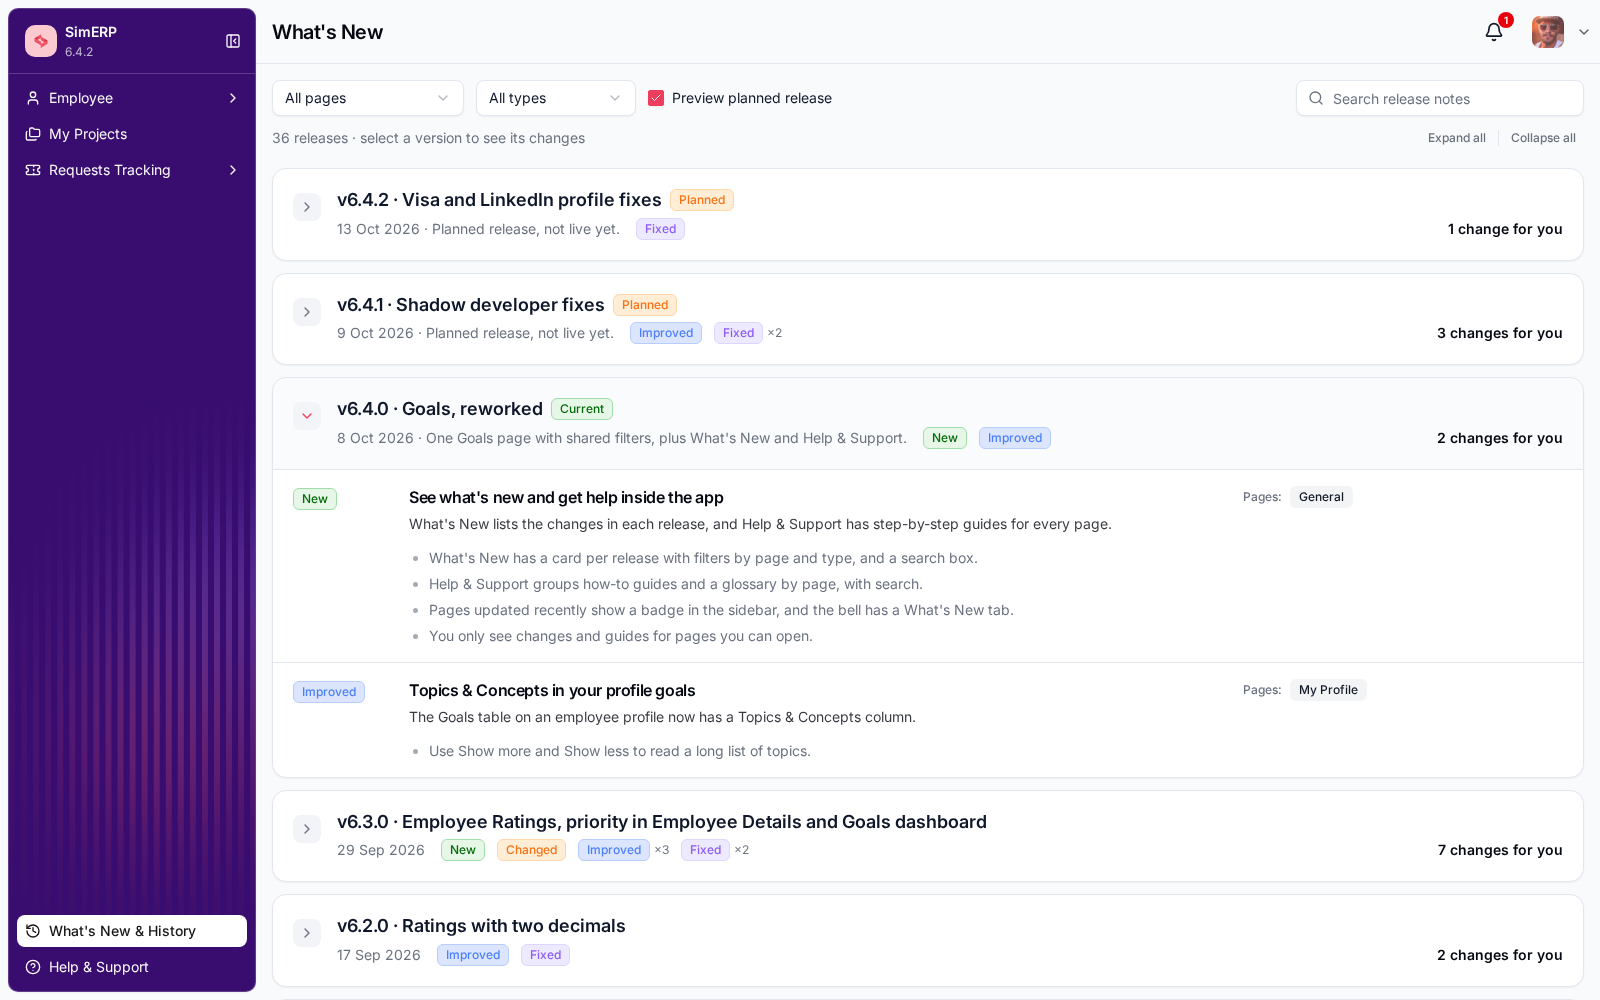 SimERP
6.4.2
Employee
My Projects
Requests Tracking
What's New & History
Help & Support
What's New
1
All pages
All types
Preview planned release
Search release notes
36 releases · select a version to see its changes
Expand all
Collapse all
v6.4.2 · Visa and LinkedIn profile fixes Planned
13 Oct 2026 · Planned release, not live yet. Fixed
1 change for you
v6.4.1 · Shadow developer fixes Planned
9 Oct 2026 · Planned release, not live yet. Improved Fixed ×2
3 changes for you
v6.4.0 · Goals, reworked Current
8 Oct 2026 · One Goals page with shared filters, plus What's New and Help & Support. New Improved
2 changes for you
New
See what's new and get help inside the app
Pages: General
What's New lists the changes in each release, and Help & Support has step-by-step guides for every page.
What's New has a card per release with filters by page and type, and a search box.
Help & Support groups how-to guides and a glossary by page, with search.
Pages updated recently show a badge in the sidebar, and the bell has a What's New tab.
You only see changes and guides for pages you can open.
Improved
Topics & Concepts in your profile goals
Pages: My Profile
The Goals table on an employee profile now has a Topics & Concepts column.
Use Show more and Show less to read a long list of topics.
v6.3.0 · Employee Ratings, priority in Employee Details and Goals dashboard
29 Sep 2026 New Changed Improved ×3 Fixed ×2
7 changes for you
v6.2.0 · Ratings with two decimals
17 Sep 2026 Improved Fixed
2 changes for you